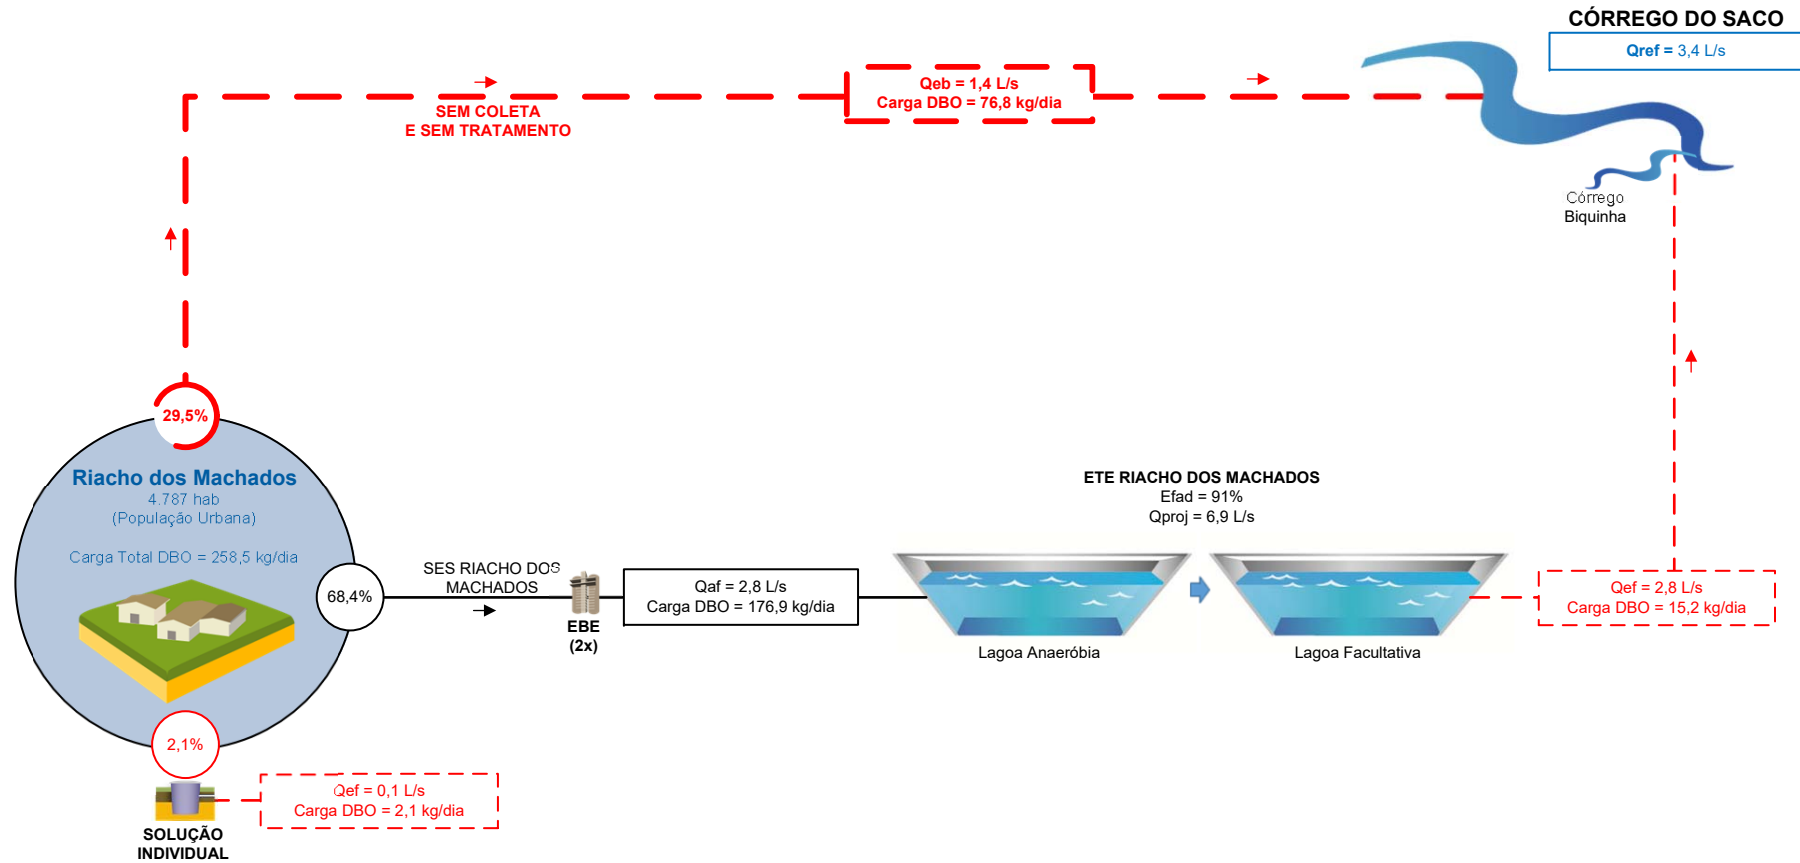 CÓRREGO DO SACO
Qref = 3,4 L/s
Qeb = 1,4 L/s
Carga DBO = 76,8 kg/dia
SEM COLETA
E SEM TRATAMENTO
Córrego
Biquinha
29,5%
Riacho dos Machados
4.787 hab
(População Urbana)
Carga Total DBO = 258,5 kg/dia
68,4%
SES RIACHO DOS
MACHADOS
EBE
(2x)
Qaf = 2,8 L/s
Carga DBO = 176,9 kg/dia
ETE RIACHO DOS MACHADOS
Efad = 91%
Qproj = 6,9 L/s
Lagoa Anaeróbia
Lagoa Facultativa
Qef = 2,8 L/s
Carga DBO = 15,2 kg/dia
2,1%
Qef = 0,1 L/s
Carga DBO = 2,1 kg/dia
SOLUÇÃO
INDIVIDUAL